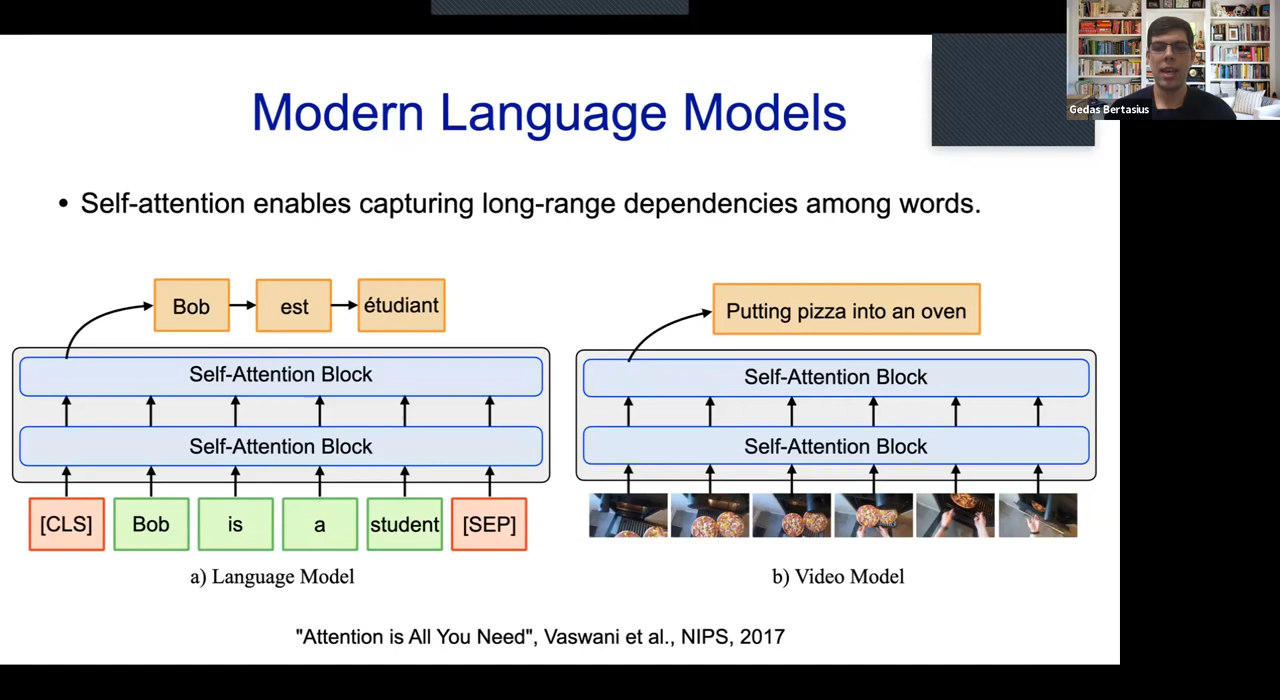 Gedas Bertasius
Modern Language Models
• Self-attention enables capturing long-range dependencies among words.
Bob
est
étudiant
Self-Attention Block
Self-Attention Block
[CLS]
Bob
is
a
student
[SEP]
a) Language Model
Putting pizza into an oven
Self-Attention Block
Self-Attention Block
b) Video Model
"Attention is All You Need", Vaswani et al., NIPS, 2017